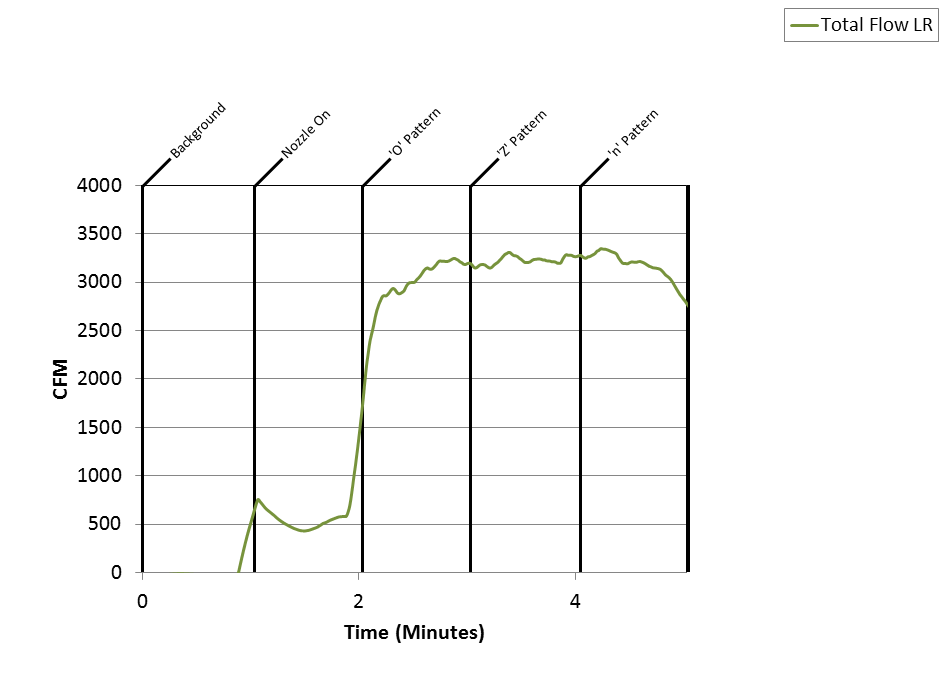 Total Flow LR
Background
Nozzle On
'O' Pattern
'Z' Pattern
'n' Pattern
4000
3500
3000
2500
2000
1500
1000
500
0
CFM
0 2 4
Time (Minutes)